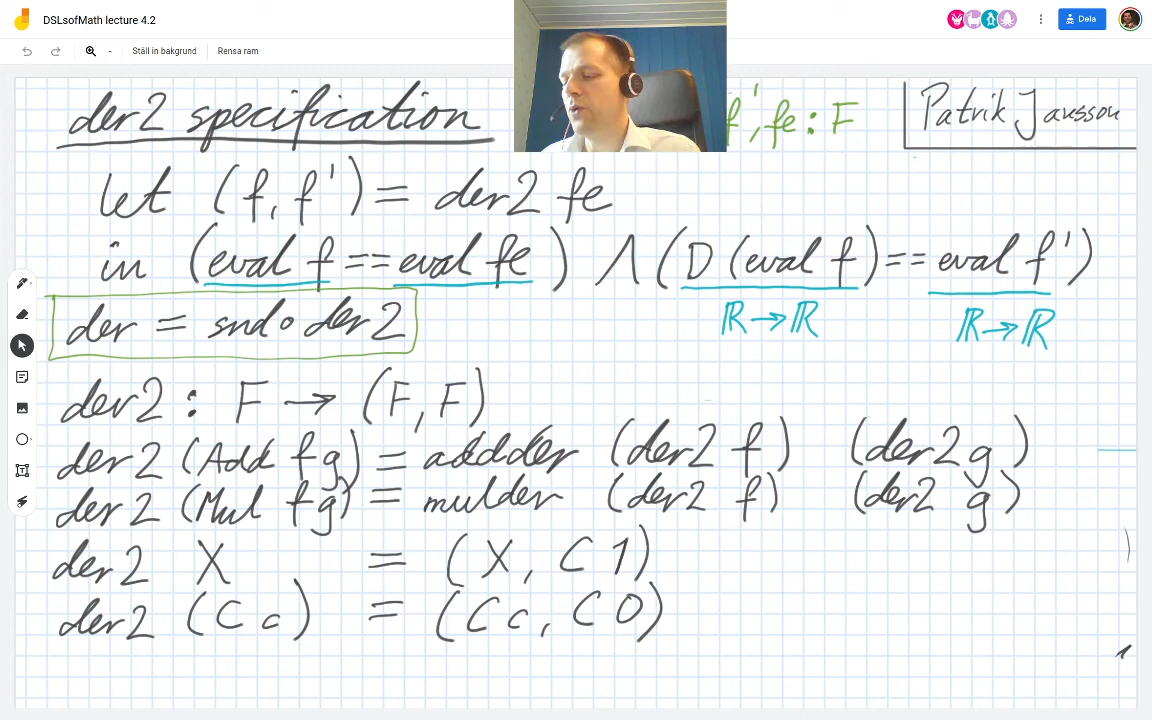 DSLsofMath lecture 4.2
Dela
Ställ in bakgrund Rensa ram
der2 specification
f', fe : F
Patrik Jansson
let (f, f') = der2 fe
in (eval f == eval fe) ∧ (D (eval f) == eval f')
ℝ → ℝ ℝ → ℝ
der = snd ∘ der2
der2 : F → (F, F)
der2 (Add f g) = addder (der2 f) (der2 g)
der2 (Mul f g) = mulder (der2 f) (der2 g)
der2 X = (X, C 1)
der2 (C c) = (C c, C 0)